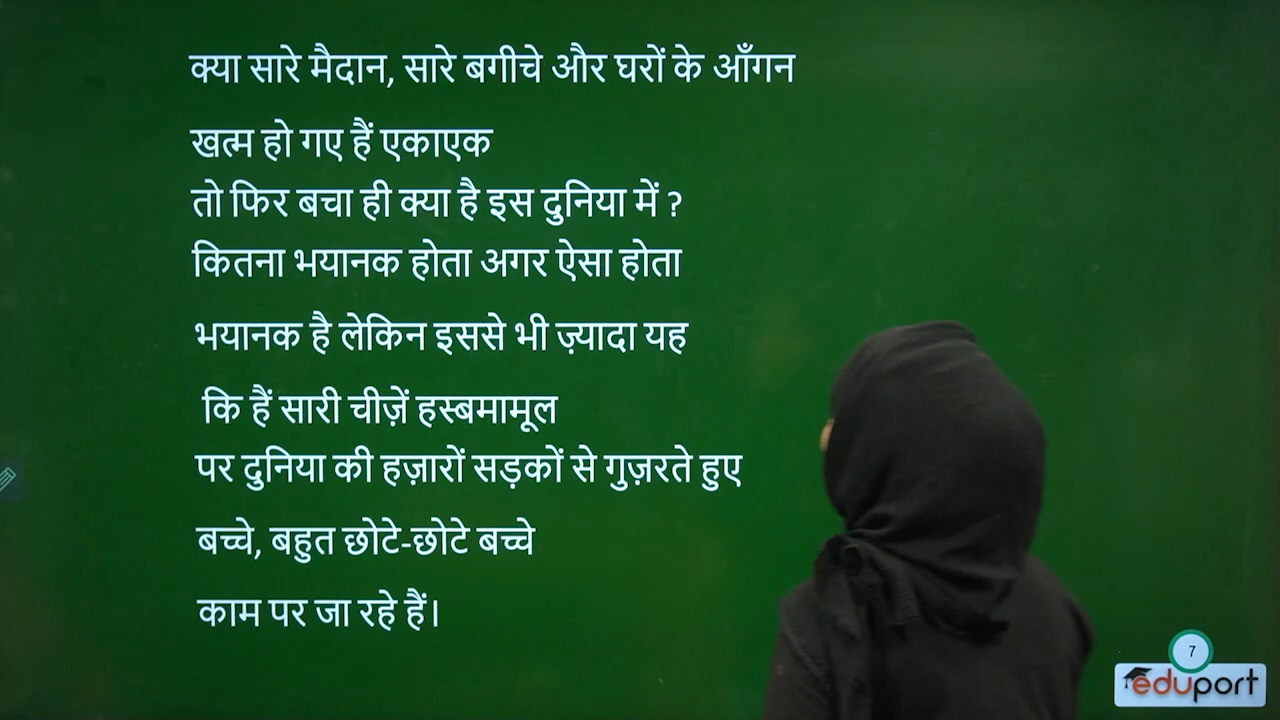 क्या सारे मैदान, सारे बगीचे और घरों के आँगन
खत्म हो गए हैं एकाएक
तो फिर बचा ही क्या है इस दुनिया में ?
कितना भयानक होता अगर ऐसा होता
भयानक है लेकिन इससे भी ज़्यादा यह
कि हैं सारी चीज़ें हस्बमामूल
पर दुनिया की हज़ारों सड़कों से गुज़रते हुए
बच्चे, बहुत छोटे-छोटे बच्चे
काम पर जा रहे हैं।
7
eduport